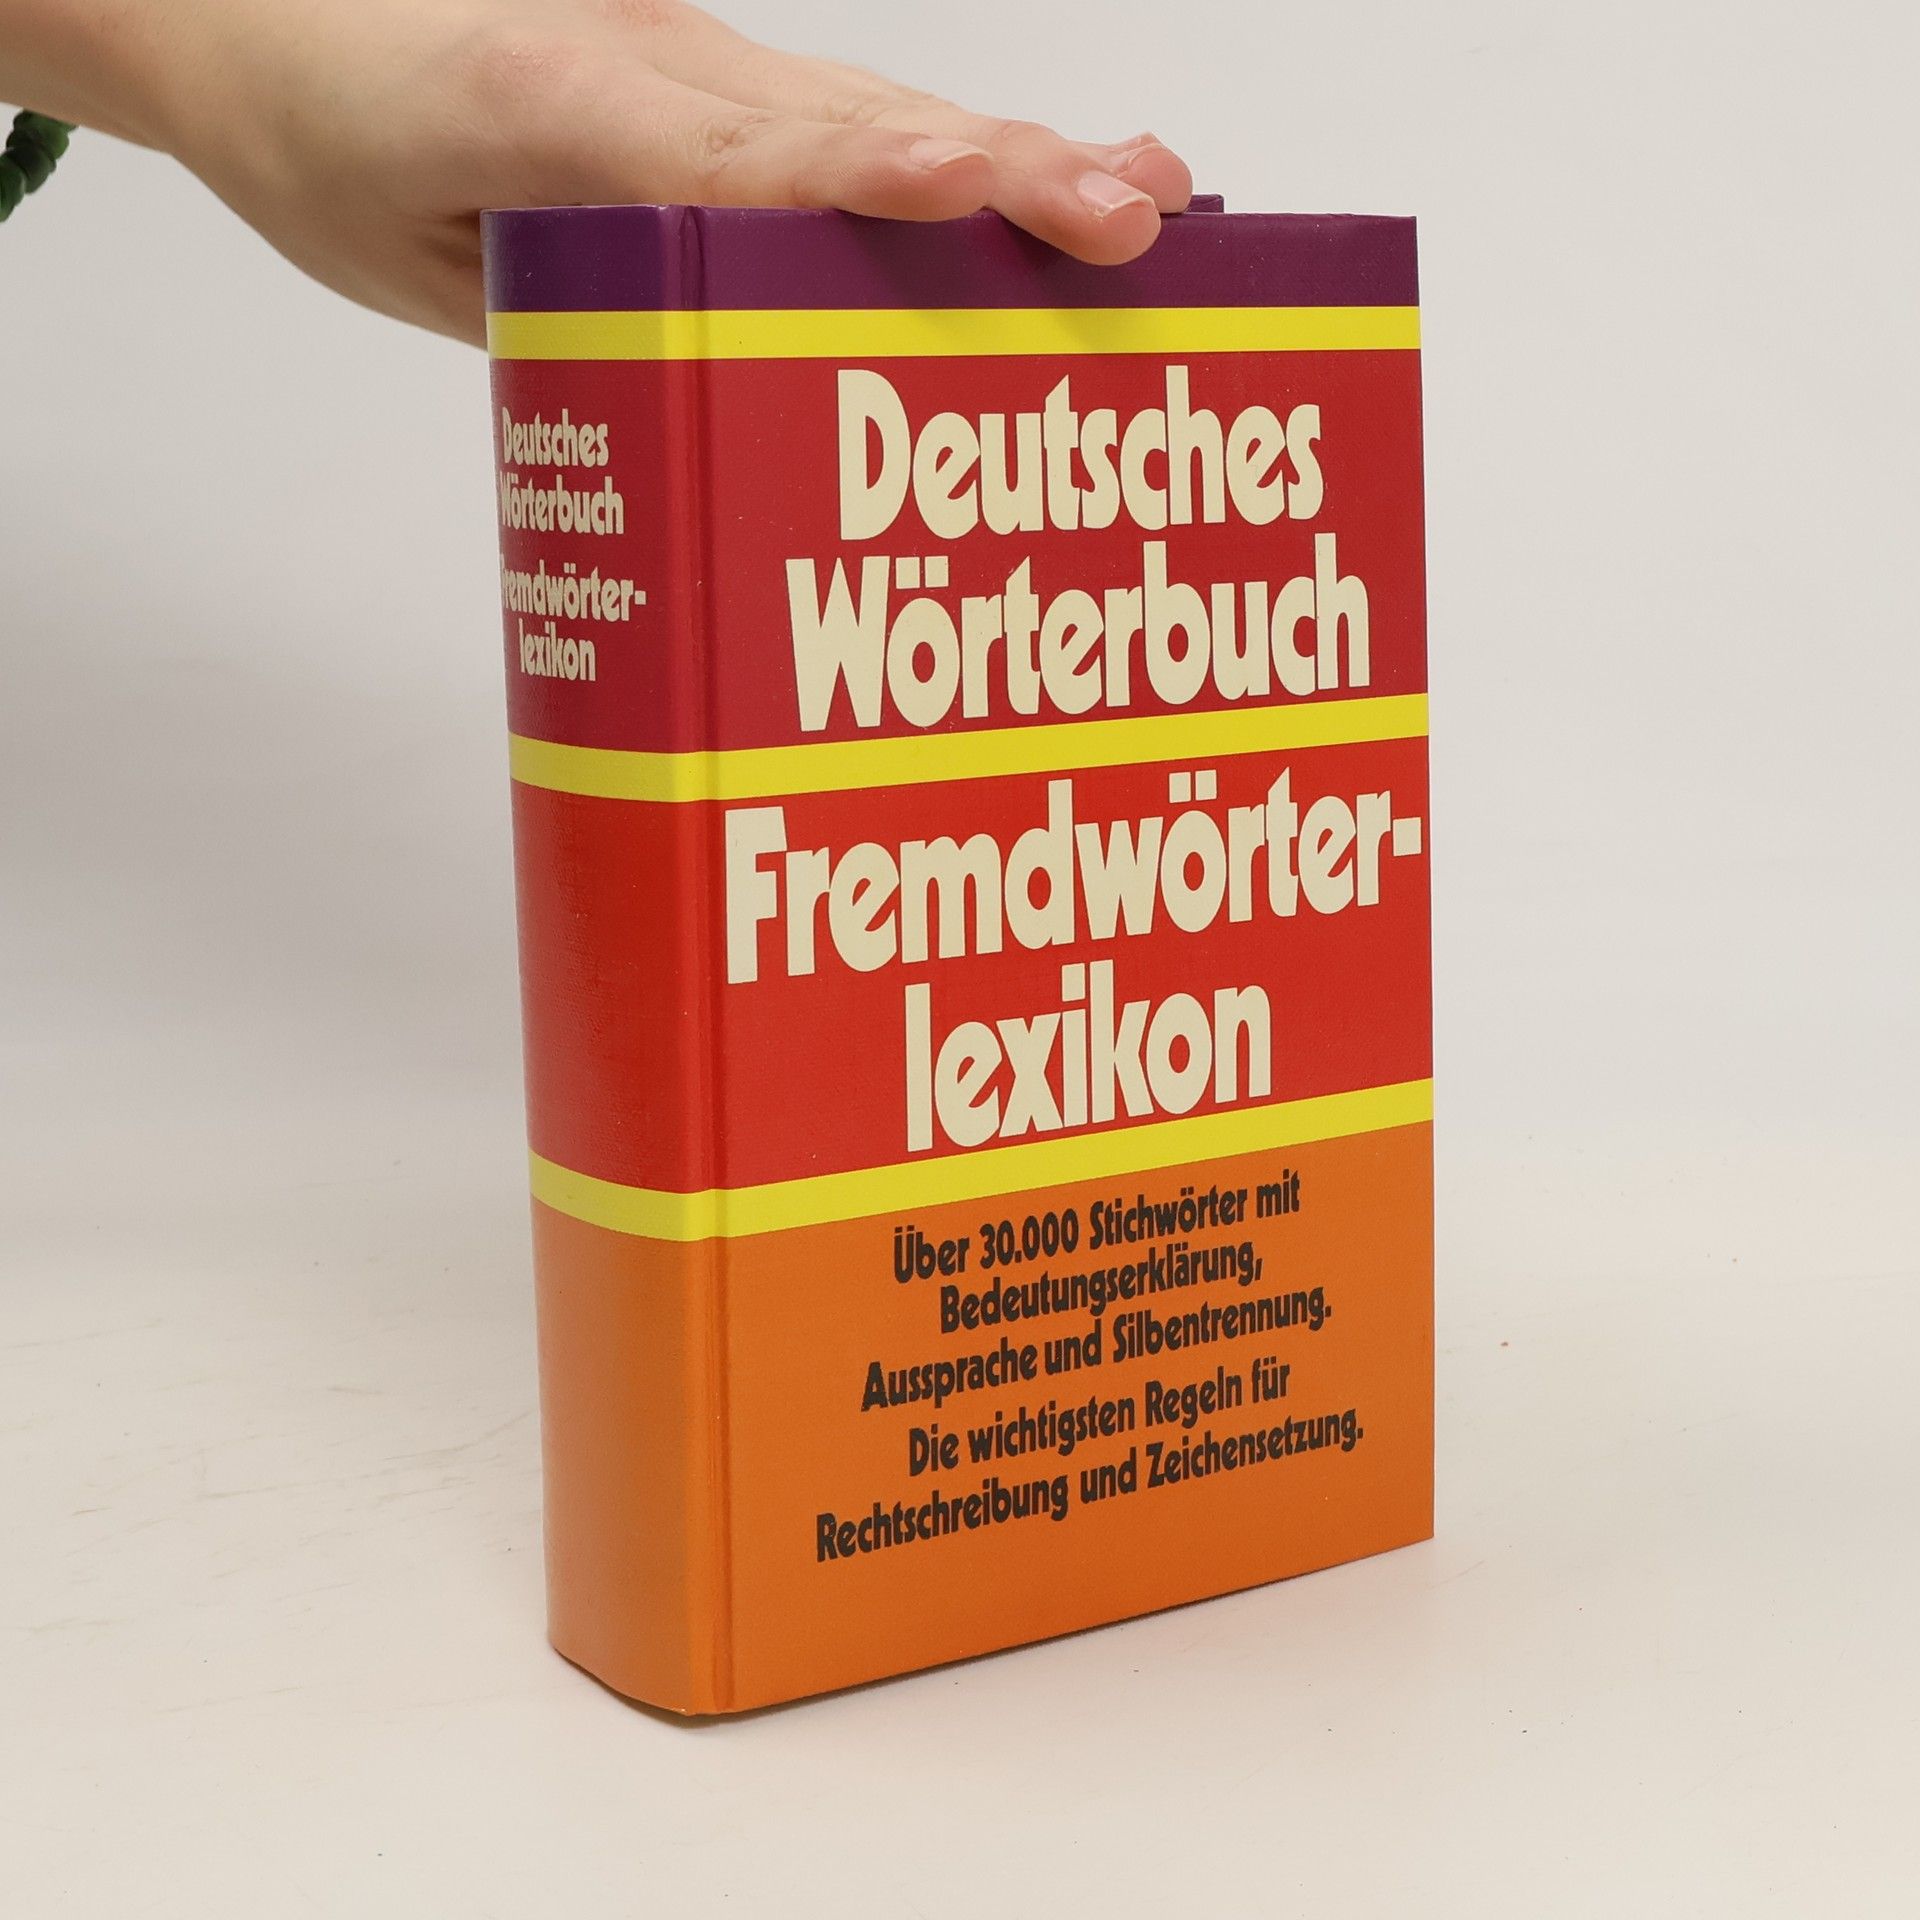 Deutsches
Wörterbuch
Fremdwörter-
lexikon
Deutsches
Wörterbuch
Fremdwörter-
lexikon
Über 30.000 Stichwörter mit
Bedeutungserklärung,
Aussprache und Silbentrennung.
Die wichtigsten Regeln für
Rechtschreibung und Zeichensetzung.